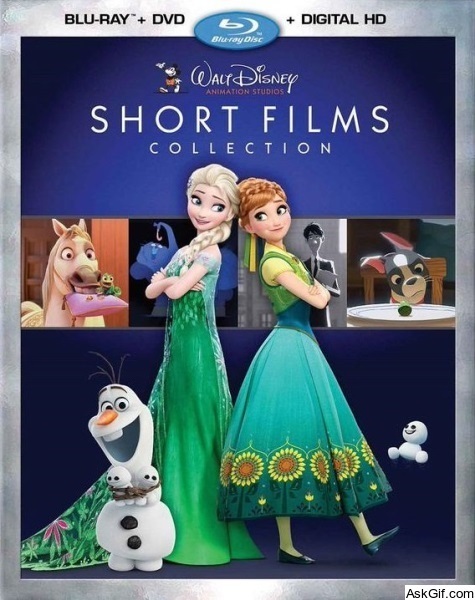 BLU-RAY™ + DVD + DIGITAL HD
Blu-ray Disc
WALT DISNEY
ANIMATION STUDIOS
SHORT FILMS
COLLECTION
AskGif.com